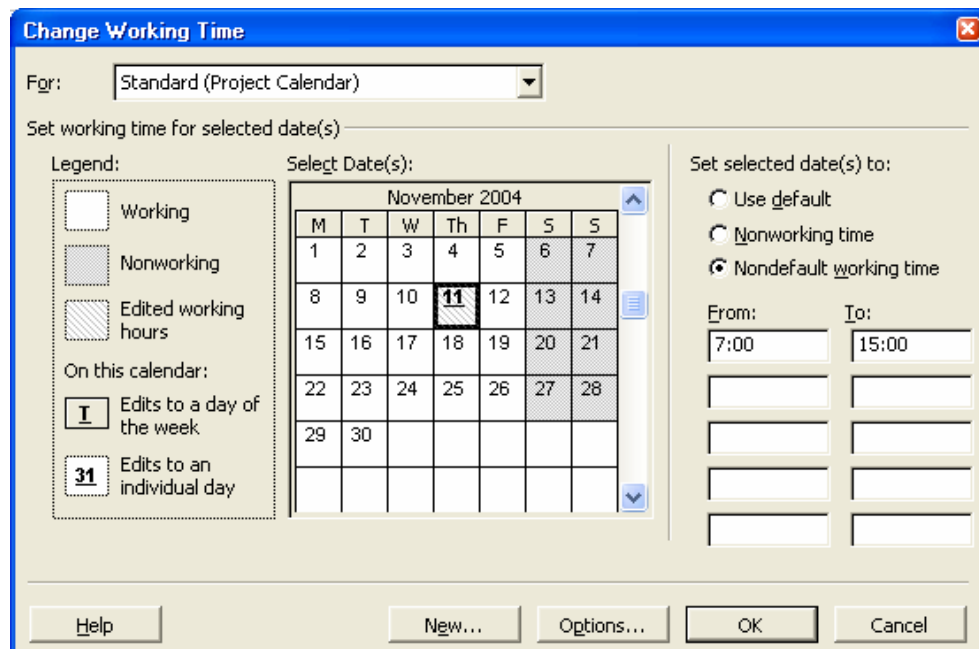 Change Working Time
For: Standard (Project Calendar)
Set working time for selected date(s)
Legend:
Working
Nonworking
Edited working
hours
On this calendar:
T Edits to a day of
the week
31 Edits to an
individual day
Select Date(s):
November 2004
M T W Th F S S
1 2 3 4 5 6 7
8 9 10 11 12 13 14
15 16 17 18 19 20 21
22 23 24 25 26 27 28
29 30
Set selected date(s) to:
Use default
Nonworking time
Nondefault working time
From: To:
7:00 15:00
Help New... Options... OK Cancel